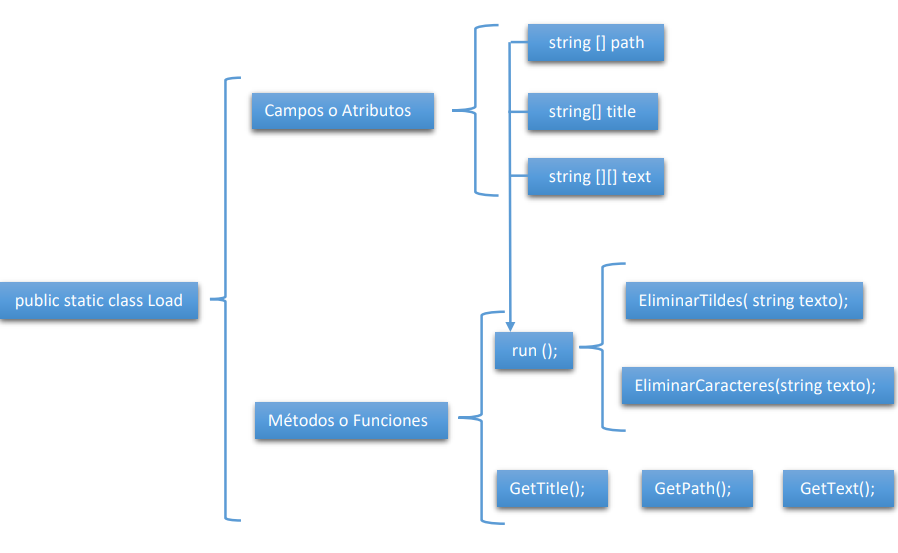 string [] path
Campos o Atributos
string[] title
string [][] text
public static class Load
EliminarTildes( string texto);
run ();
EliminarCaracteres(string texto);
Métodos o Funciones
GetTitle();
GetPath();
GetText();